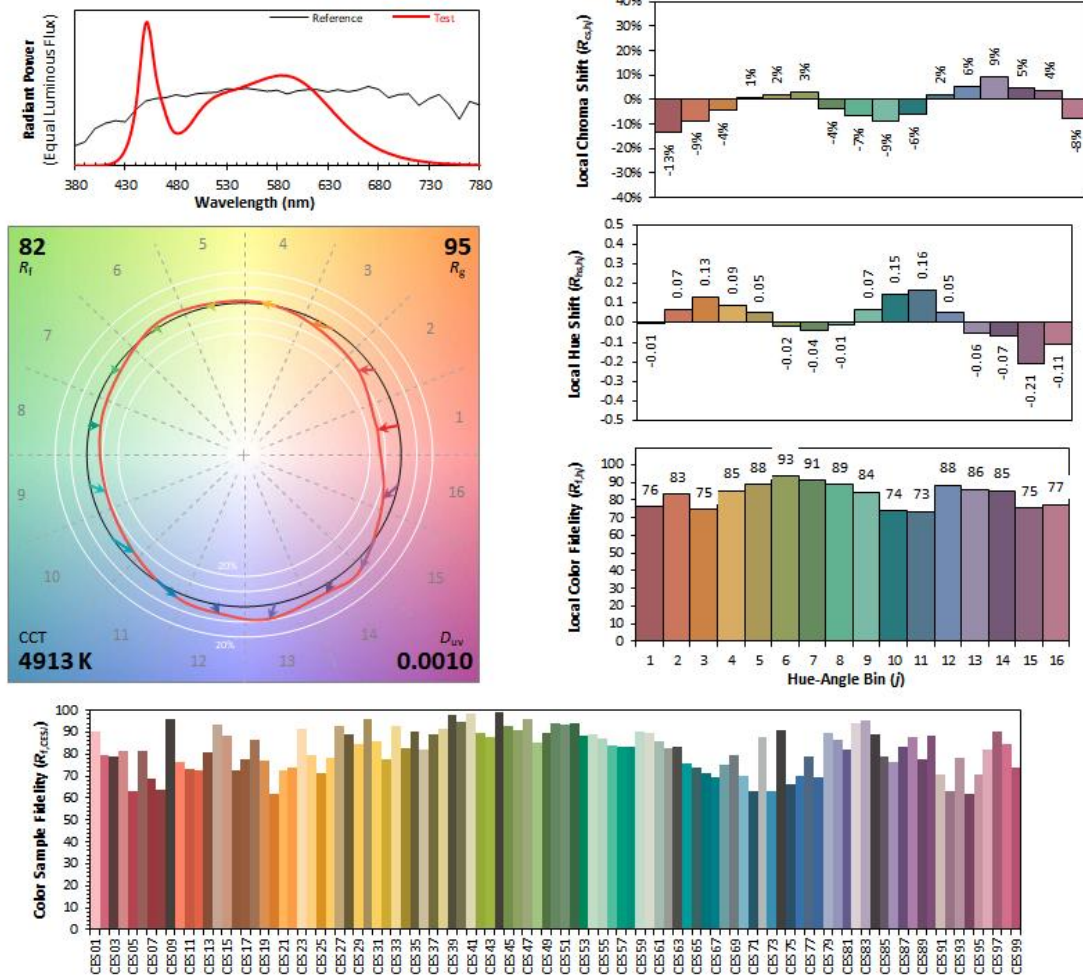 Reference
Test
Radiant Power
(Equal Luminous Flux)
380 430 480 530 580 630 680 730 780
Wavelength (nm)
Local Chroma Shift (Rcs,hj)
40%
30%
20%
10%
0%
-10%
-20%
-30%
-40%
-13% -9% -4% 1% 2% 3% -4% -7% -9% -6% 2% 6% 9% 5% 4% -8%
82
Rf
95
Rg
1 2 3 4 5 6 7 8 9 10 11 12 13 14 15 16
20%
20%
CCT
4913 K
Duv
0.0010
Local Hue Shift (Rhs,hj)
0.5
0.4
0.3
0.2
0.1
0.0
-0.1
-0.2
-0.3
-0.4
-0.5
-0.01 0.07 0.13 0.09 0.05 -0.02 -0.04 -0.01 0.07 0.15 0.16 0.05 -0.06 -0.07 -0.21 -0.11
Local Color Fidelity (Rf,hj)
100
90
80
70
60
50
40
30
20
10
0
76 83 75 85 88 93 91 89 84 74 73 88 86 85 75 77
1 2 3 4 5 6 7 8 9 10 11 12 13 14 15 16
Hue-Angle Bin (j)
Color Sample Fidelity (Rf,CESi)
100
90
80
70
60
50
40
30
20
10
0
CES01 CES03 CES05 CES07 CES09 CES11 CES13 CES15 CES17 CES19 CES21 CES23 CES25 CES27 CES29 CES31 CES33 CES35 CES37 CES39 CES41 CES43 CES45 CES47 CES49 CES51 CES53 CES55 CES57 CES59 CES61 CES63 CES65 CES67 CES69 CES71 CES73 CES75 CES77 CES79 CES81 CES83 CES85 CES87 CES89 CES91 CES93 CES95 CES97 CES99